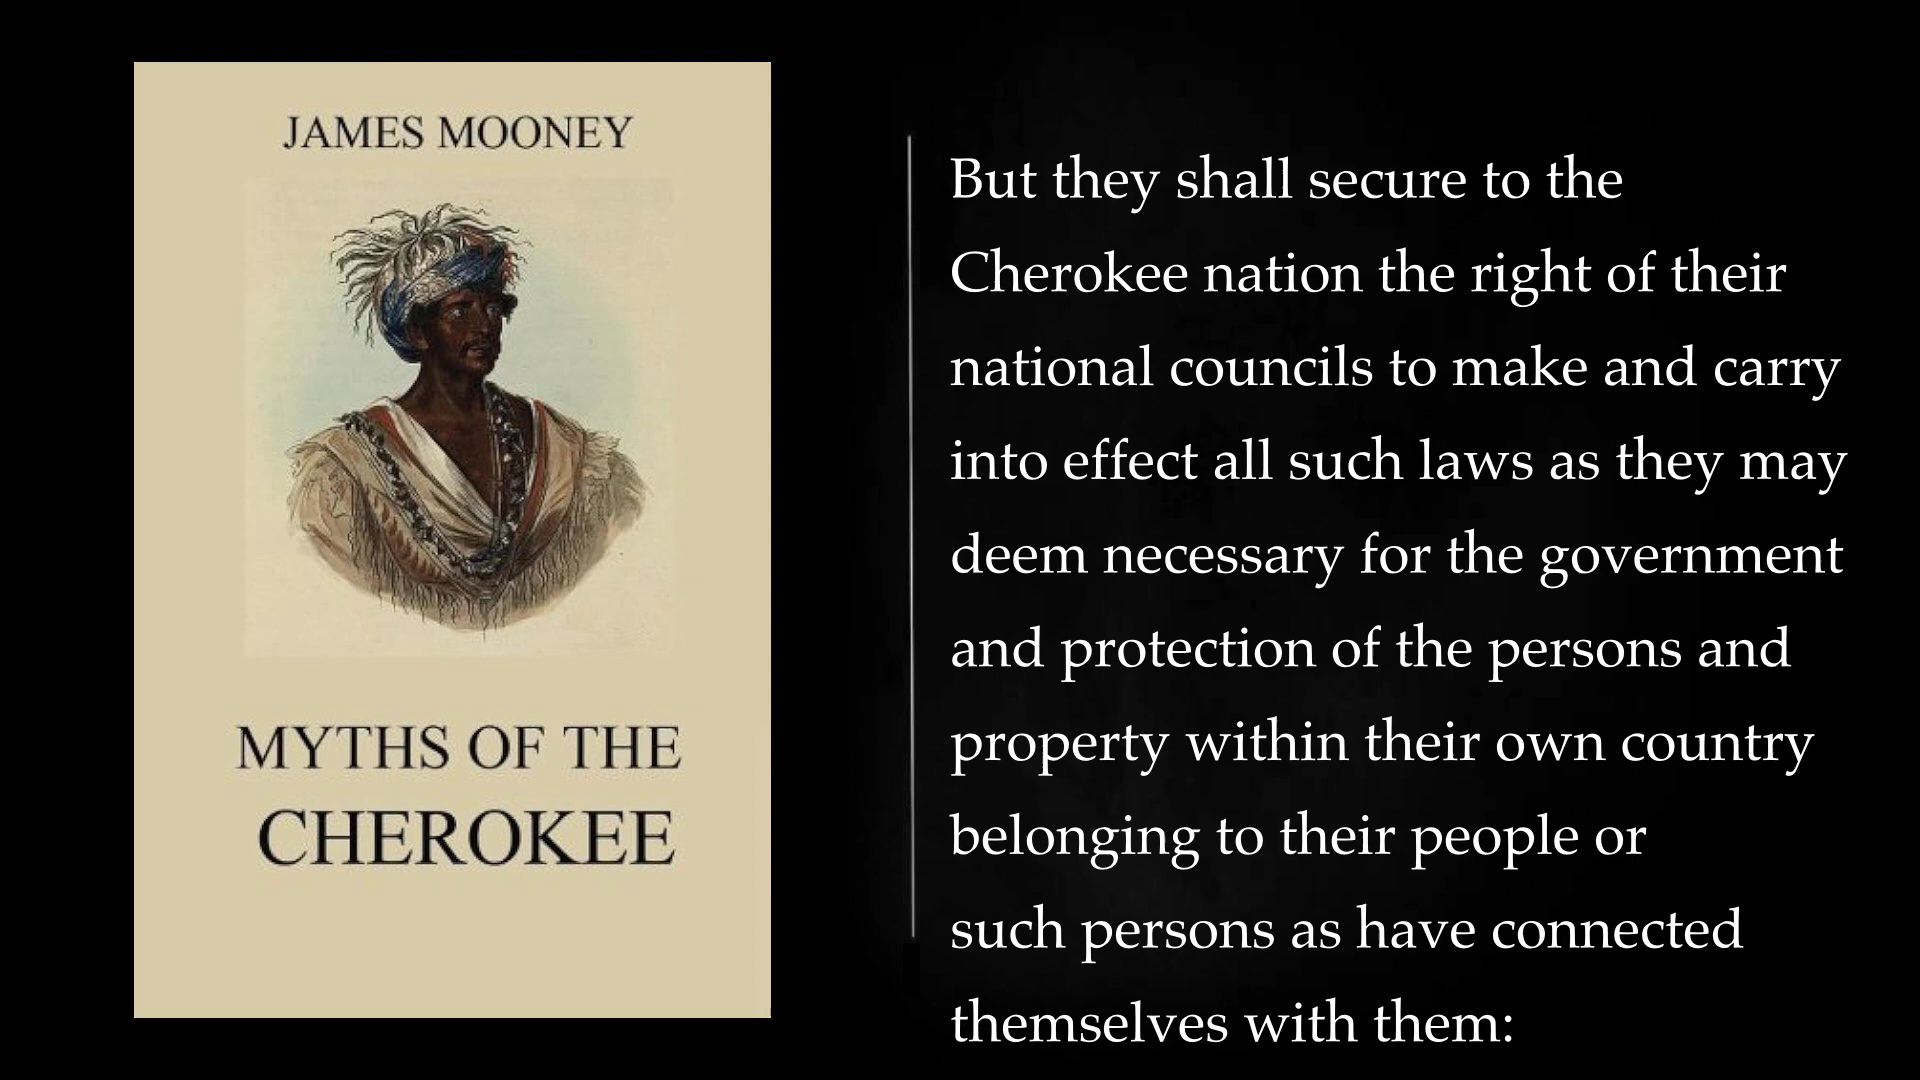 JAMES MOONEY
MYTHS OF THE
CHEROKEE
But they shall secure to the
Cherokee nation the right of their
national councils to make and carry
into effect all such laws as they may
deem necessary for the government
and protection of the persons and
property within their own country
belonging to their people or
such persons as have connected
themselves with them: